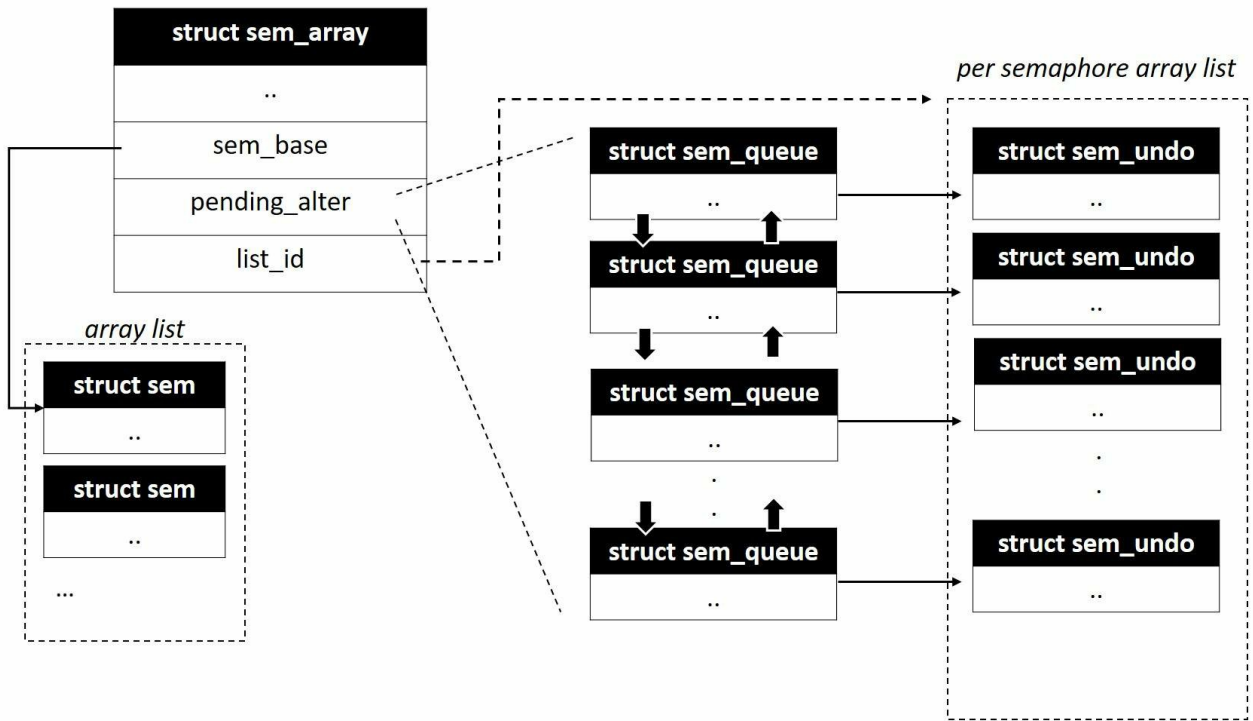 struct sem_array
..
sem_base
pending_alter
list_id
array list
struct sem
..
struct sem
..
...
struct sem_queue
..
struct sem_queue
..
struct sem_queue
..
.
.
struct sem_queue
..
per semaphore array list
struct sem_undo
..
struct sem_undo
..
struct sem_undo
..
.
.
struct sem_undo
..